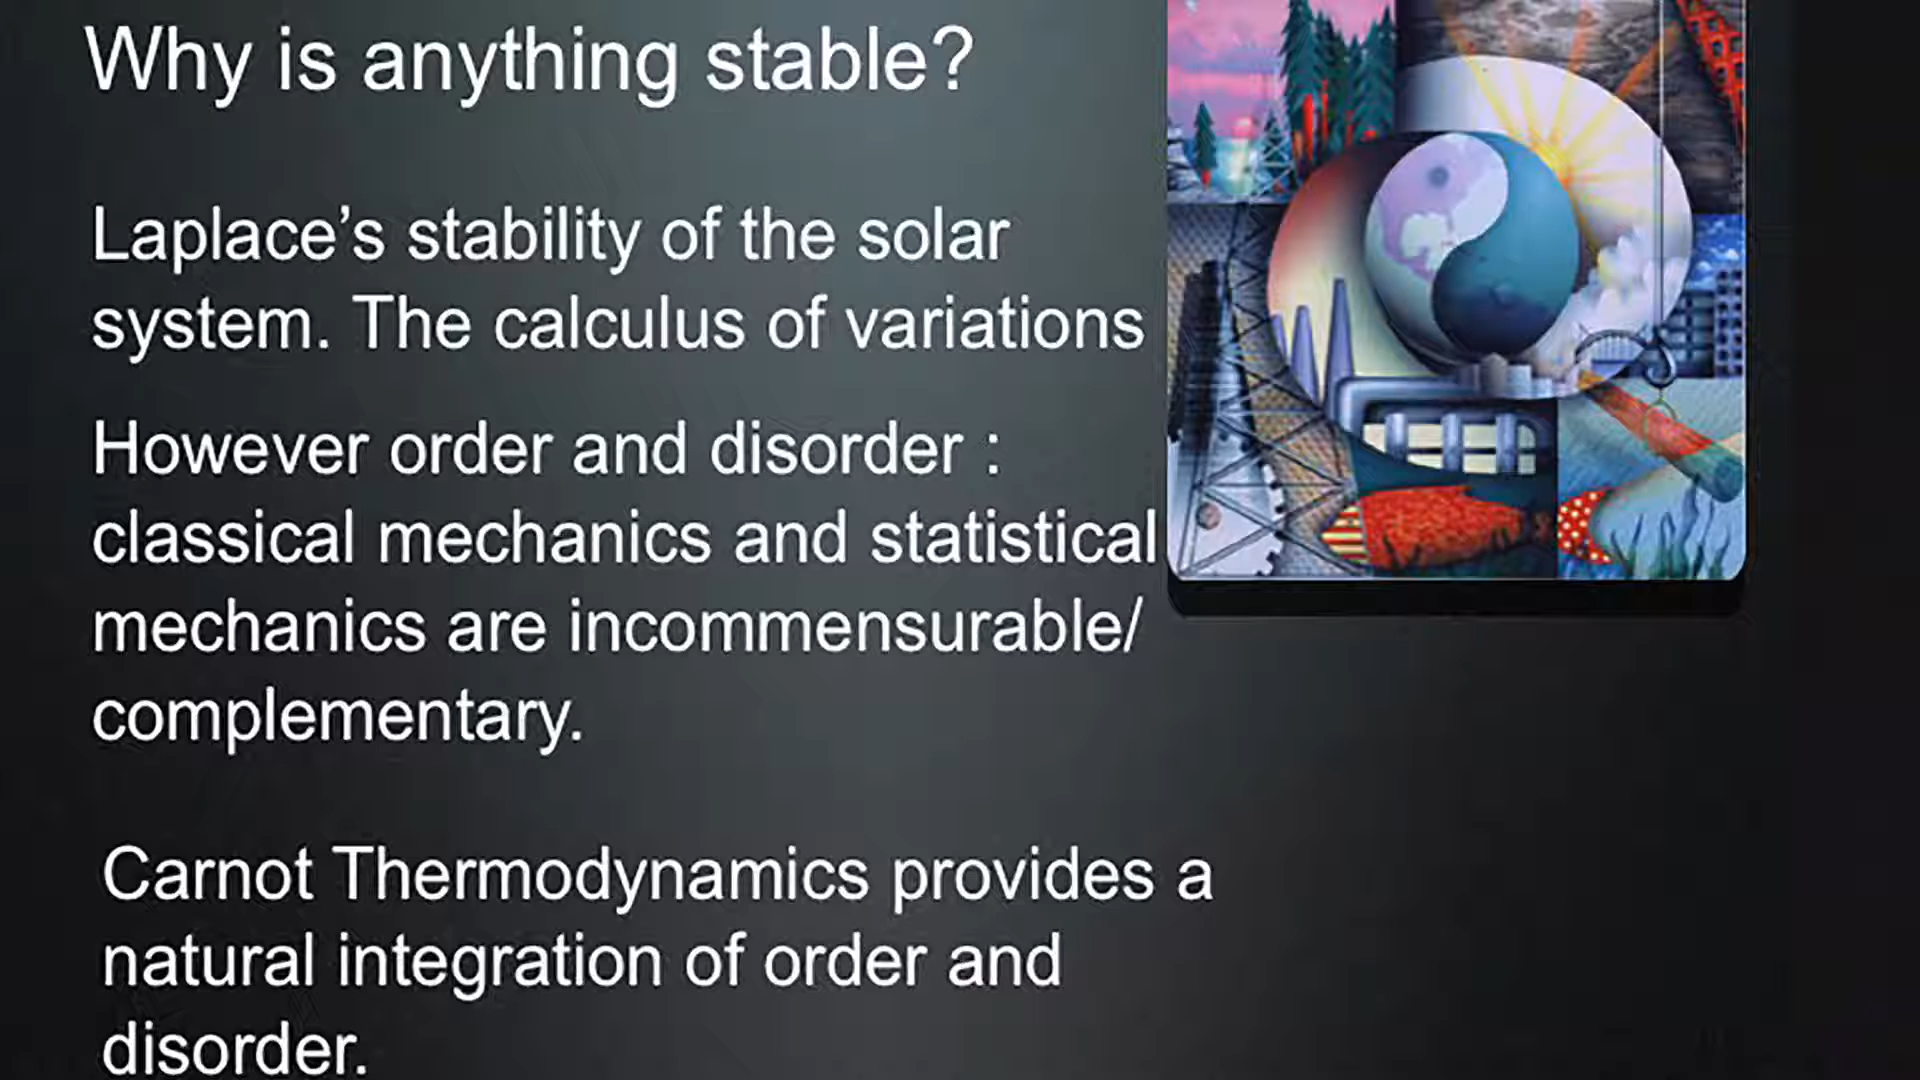 Why is anything stable?
Laplace’s stability of the solar
system. The calculus of variations
However order and disorder :
classical mechanics and statistical
mechanics are incommensurable/
complementary.
Carnot Thermodynamics provides a
natural integration of order and
disorder.